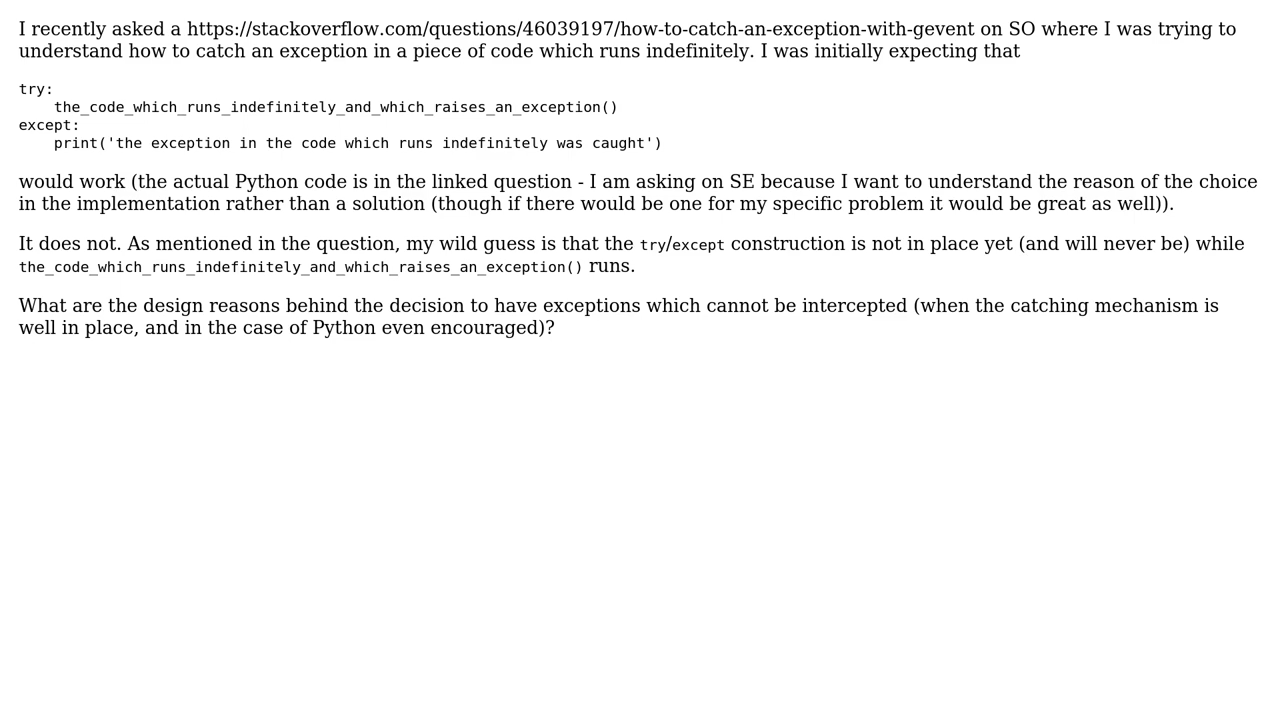 I recently asked a https://stackoverflow.com/questions/46039197/how-to-catch-an-exception-with-gevent on SO where I was trying to
understand how to catch an exception in a piece of code which runs indefinitely. I was initially expecting that
try:
    the_code_which_runs_indefinitely_and_which_raises_an_exception()
except:
    print('the exception in the code which runs indefinitely was caught')
would work (the actual Python code is in the linked question - I am asking on SE because I want to understand the reason of the choice
in the implementation rather than a solution (though if there would be one for my specific problem it would be great as well)).
It does not. As mentioned in the question, my wild guess is that the try/except construction is not in place yet (and will never be) while
the_code_which_runs_indefinitely_and_which_raises_an_exception() runs.
What are the design reasons behind the decision to have exceptions which cannot be intercepted (when the catching mechanism is
well in place, and in the case of Python even encouraged)?